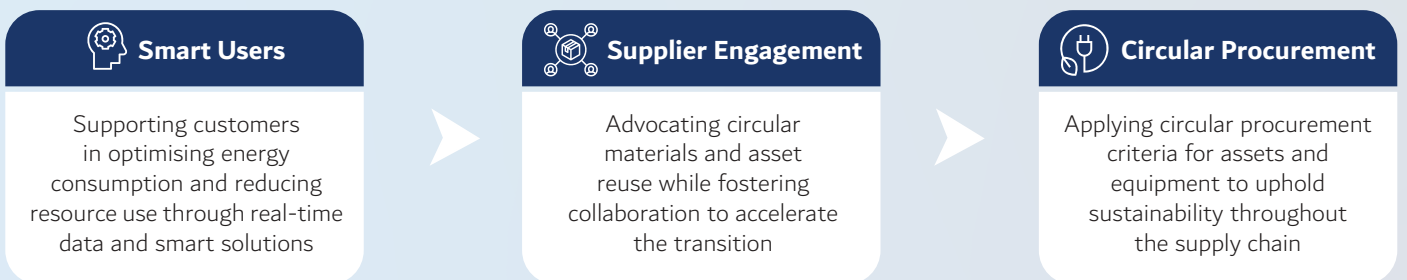 Smart Users
Supporting customers
in optimising energy
consumption and reducing
resource use through real-time
data and smart solutions
Supplier Engagement
Advocating circular
materials and asset
reuse while fostering
collaboration to accelerate
the transition
Circular Procurement
Applying circular procurement
criteria for assets and
equipment to uphold
sustainability throughout
the supply chain